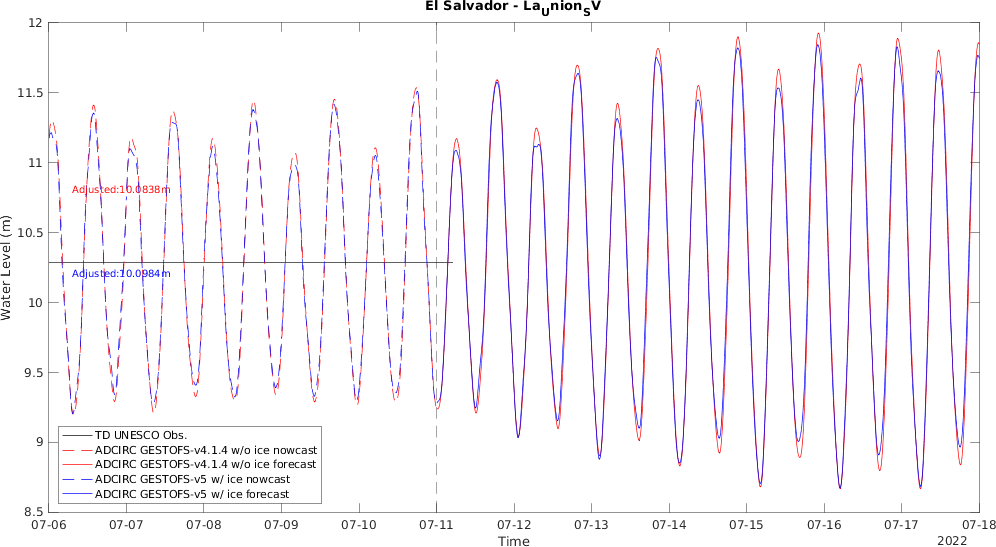 El Salvador - LaUnionSV
12
11.5
11
10.5
10
9.5
9
8.5
Water Level (m)
Adjusted:10.0838m
Adjusted:10.0984m
TD UNESCO Obs.
ADCIRC GESTOFS-v4.1.4 w/o ice nowcast
ADCIRC GESTOFS-v4.1.4 w/o ice forecast
ADCIRC GESTOFS-v5 w/ ice nowcast
ADCIRC GESTOFS-v5 w/ ice forecast
07-06 07-07 07-08 07-09 07-10 07-11 07-12 07-13 07-14 07-15 07-16 07-17 07-18
Time
2022